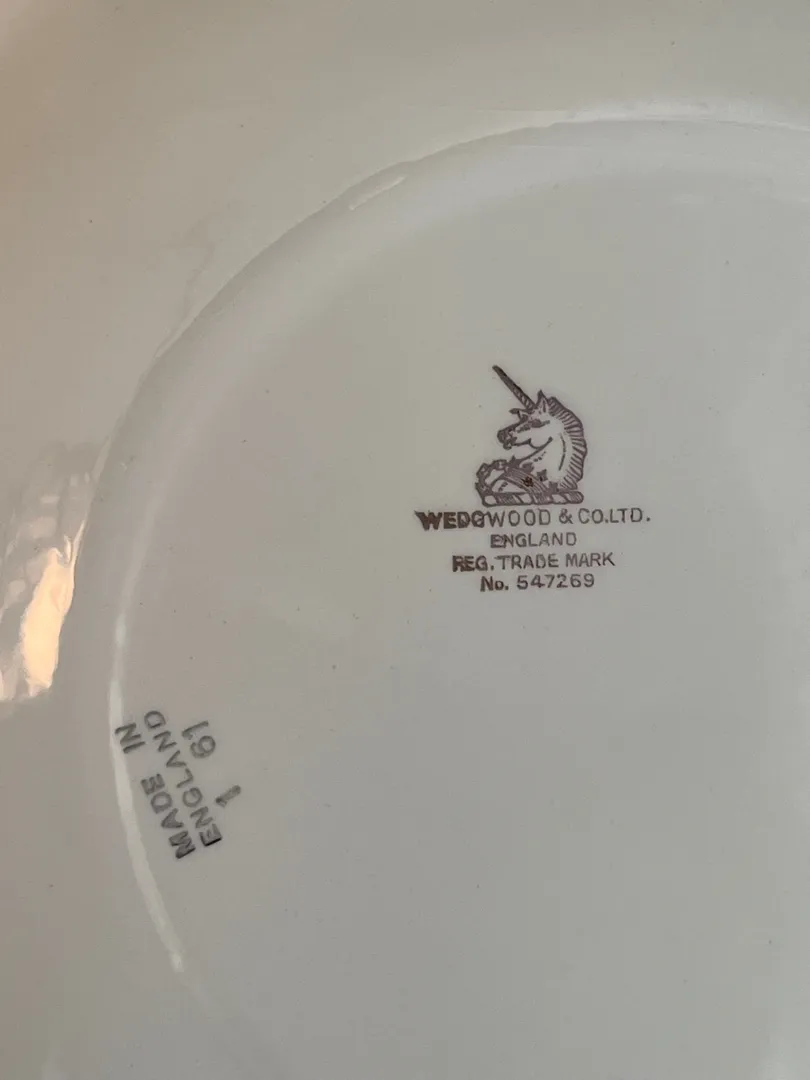 WEDGWOOD & CO.LTD.
ENGLAND
REG. TRADE MARK
No. 547269
MADE IN
ENGLAND
1 61